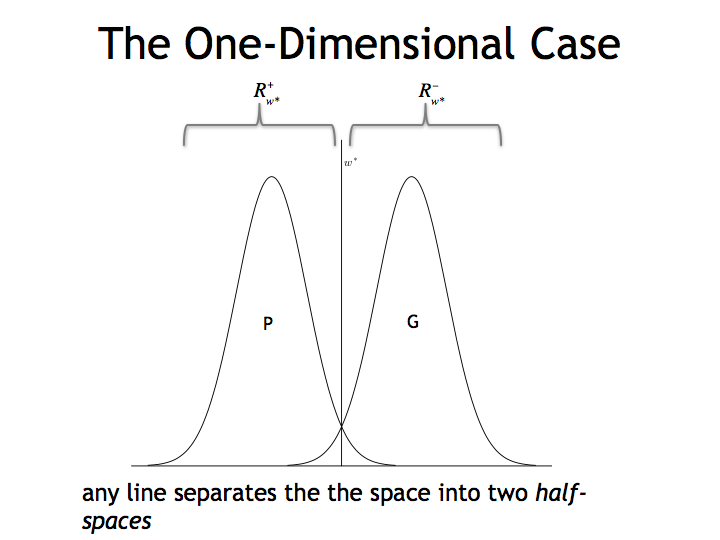 The One-Dimensional Case
R⁺w* R⁻w*
w*
P G
any line separates the the space into two half-
spaces